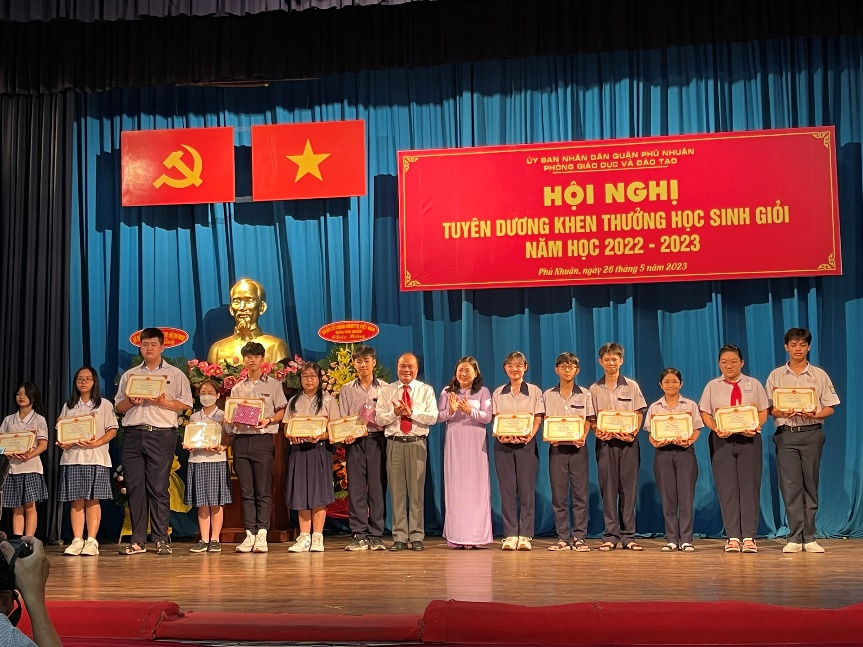 ỦY BAN NHÂN DÂN QUẬN PHÚ NHUẬN
PHÒNG GIÁO DỤC VÀ ĐÀO TẠO
HỘI NGHỊ
TUYÊN DƯƠNG KHEN THƯỞNG HỌC SINH GIỎI
NĂM HỌC 2022 - 2023
Phú Nhuận, ngày 26 tháng 5 năm 2023